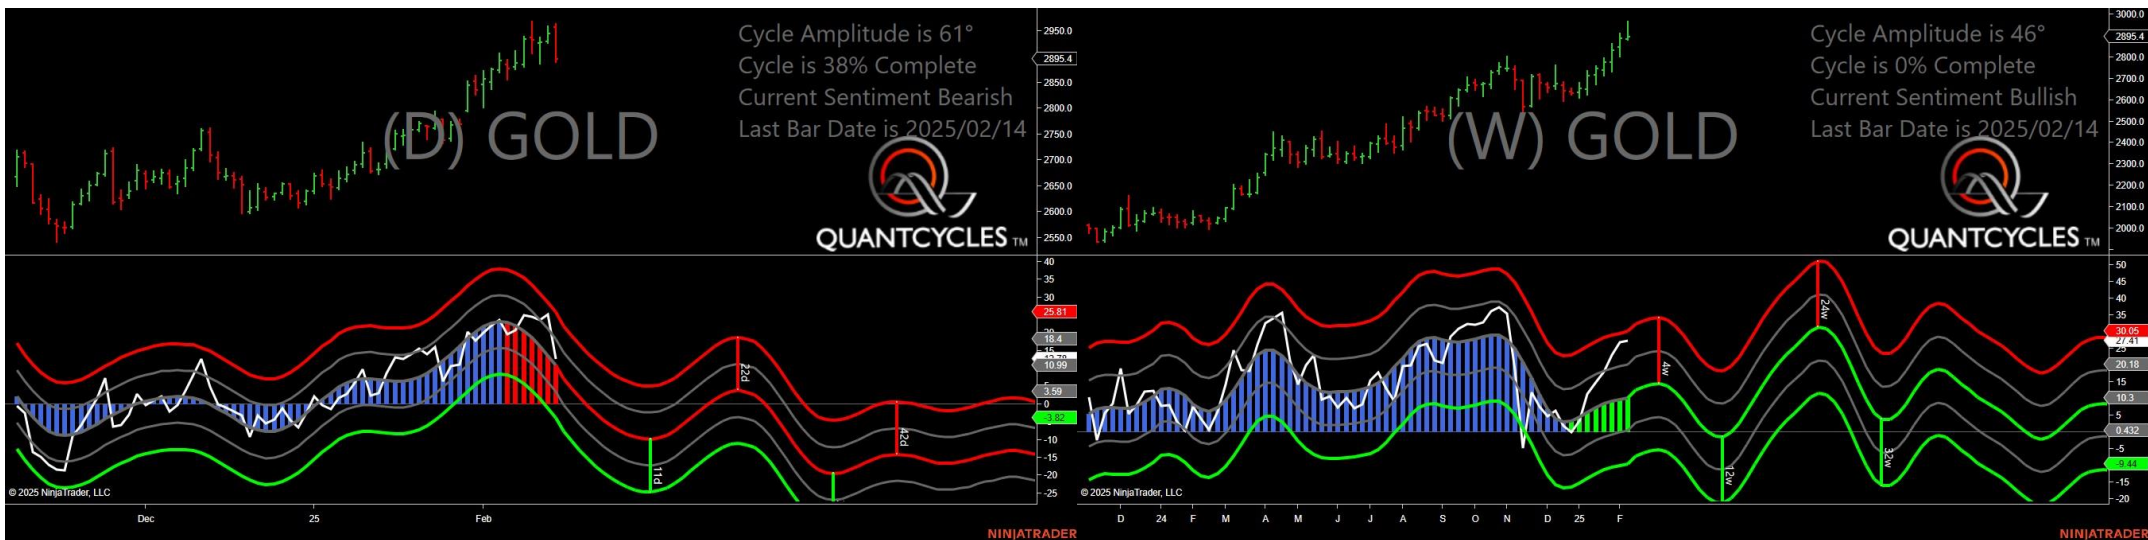 Cycle Amplitude is 61°
Cycle is 38% Complete
Current Sentiment Bearish
Last Bar Date is 2025/02/14
(D) GOLD
QUANTCYCLES TM
2950.0
2895.4
2850.0
2800.0
2750.0
2700.0
2650.0
2600.0
2550.0
40
35
30
25.81
20
18.4
15
10.99
5
3.59
0
-3.82
-10
-15
-20
-25
11d
22d
42d
© 2025 NinjaTrader, LLC
Dec
25
Feb
NINJATRADER
Cycle Amplitude is 46°
Cycle is 0% Complete
Current Sentiment Bullish
Last Bar Date is 2025/02/14
(W) GOLD
QUANTCYCLES TM
3000.0
2895.4
2800.0
2700.0
2600.0
2500.0
2400.0
2300.0
2200.0
2100.0
2000.0
50
45
40
35
30.05
27.41
25
20.18
15
10.3
5
0.432
-5
-9.44
-15
-20
4w
12w
24w
32w
© 2025 NinjaTrader, LLC
D 24 F M A M J J A S O N D 25 F
NINJATRADER